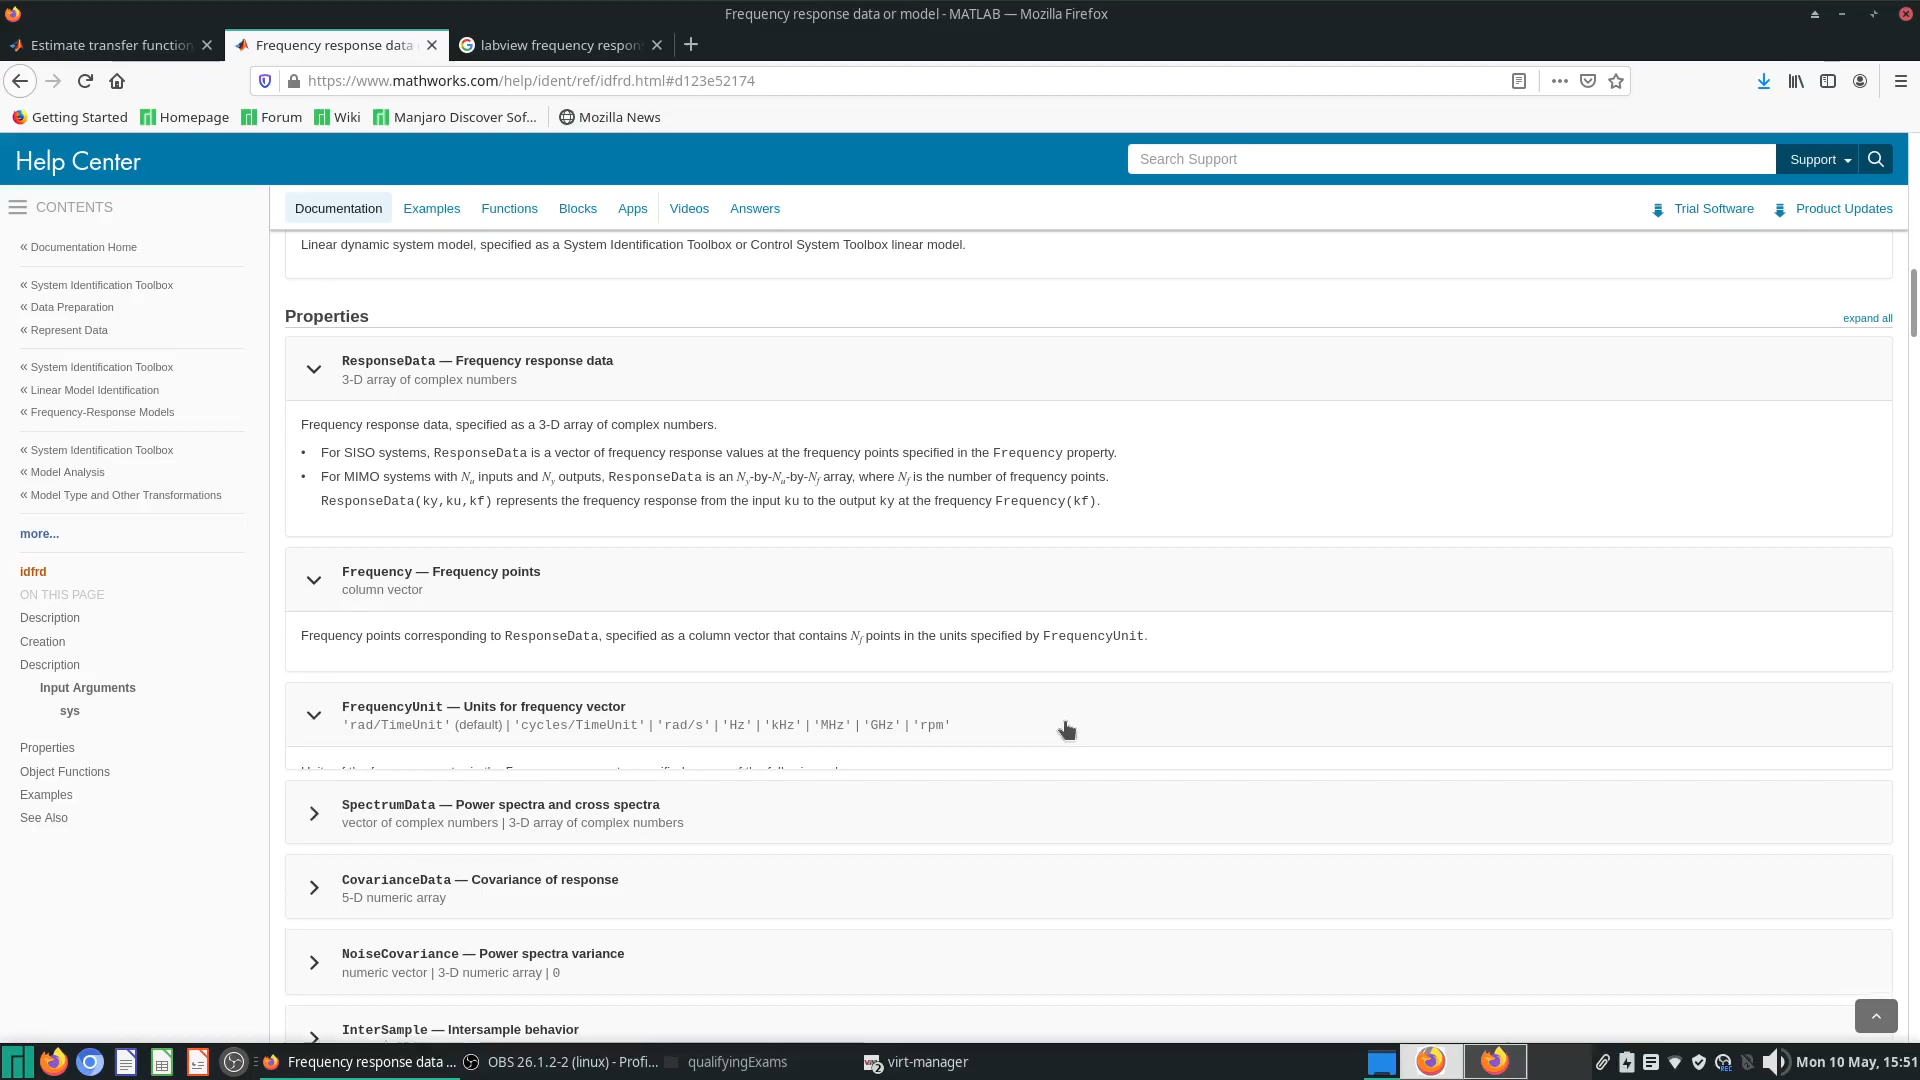 Frequency response data or model - MATLAB — Mozilla Firefox
Estimate transfer function
Frequency response data
labview frequency respon
https://www.mathworks.com/help/ident/ref/idfrd.html#d123e52174
Getting Started
Homepage
Forum
Wiki
Manjaro Discover Sof...
Mozilla News
Help Center
Search Support
Support
CONTENTS
Documentation
Examples
Functions
Blocks
Apps
Videos
Answers
Trial Software
Product Updates
« Documentation Home
« System Identification Toolbox
« Data Preparation
« Represent Data
« System Identification Toolbox
« Linear Model Identification
« Frequency-Response Models
« System Identification Toolbox
« Model Analysis
« Model Type and Other Transformations
more...
idfrd
ON THIS PAGE
Description
Creation
Description
Input Arguments
sys
Properties
Object Functions
Examples
See Also
Linear dynamic system model, specified as a System Identification Toolbox or Control System Toolbox linear model.
Properties
expand all
ResponseData — Frequency response data
3-D array of complex numbers
Frequency response data, specified as a 3-D array of complex numbers.
• For SISO systems, ResponseData is a vector of frequency response values at the frequency points specified in the Frequency property.
• For MIMO systems with Nu inputs and Ny outputs, ResponseData is an Ny-by-Nu-by-Nf array, where Nf is the number of frequency points.
ResponseData(ky,ku,kf) represents the frequency response from the input ku to the output ky at the frequency Frequency(kf).
Frequency — Frequency points
column vector
Frequency points corresponding to ResponseData, specified as a column vector that contains Nf points in the units specified by FrequencyUnit.
FrequencyUnit — Units for frequency vector
'rad/TimeUnit' (default) | 'cycles/TimeUnit' | 'rad/s' | 'Hz' | 'kHz' | 'MHz' | 'GHz' | 'rpm'
SpectrumData — Power spectra and cross spectra
vector of complex numbers | 3-D array of complex numbers
CovarianceData — Covariance of response
5-D numeric array
NoiseCovariance — Power spectra variance
numeric vector | 3-D numeric array | 0
InterSample — Intersample behavior
Frequency response data ...
OBS 26.1.2-2 (linux) - Profi...
qualifyingExams
2
virt-manager
REC
Mon 10 May, 15:51